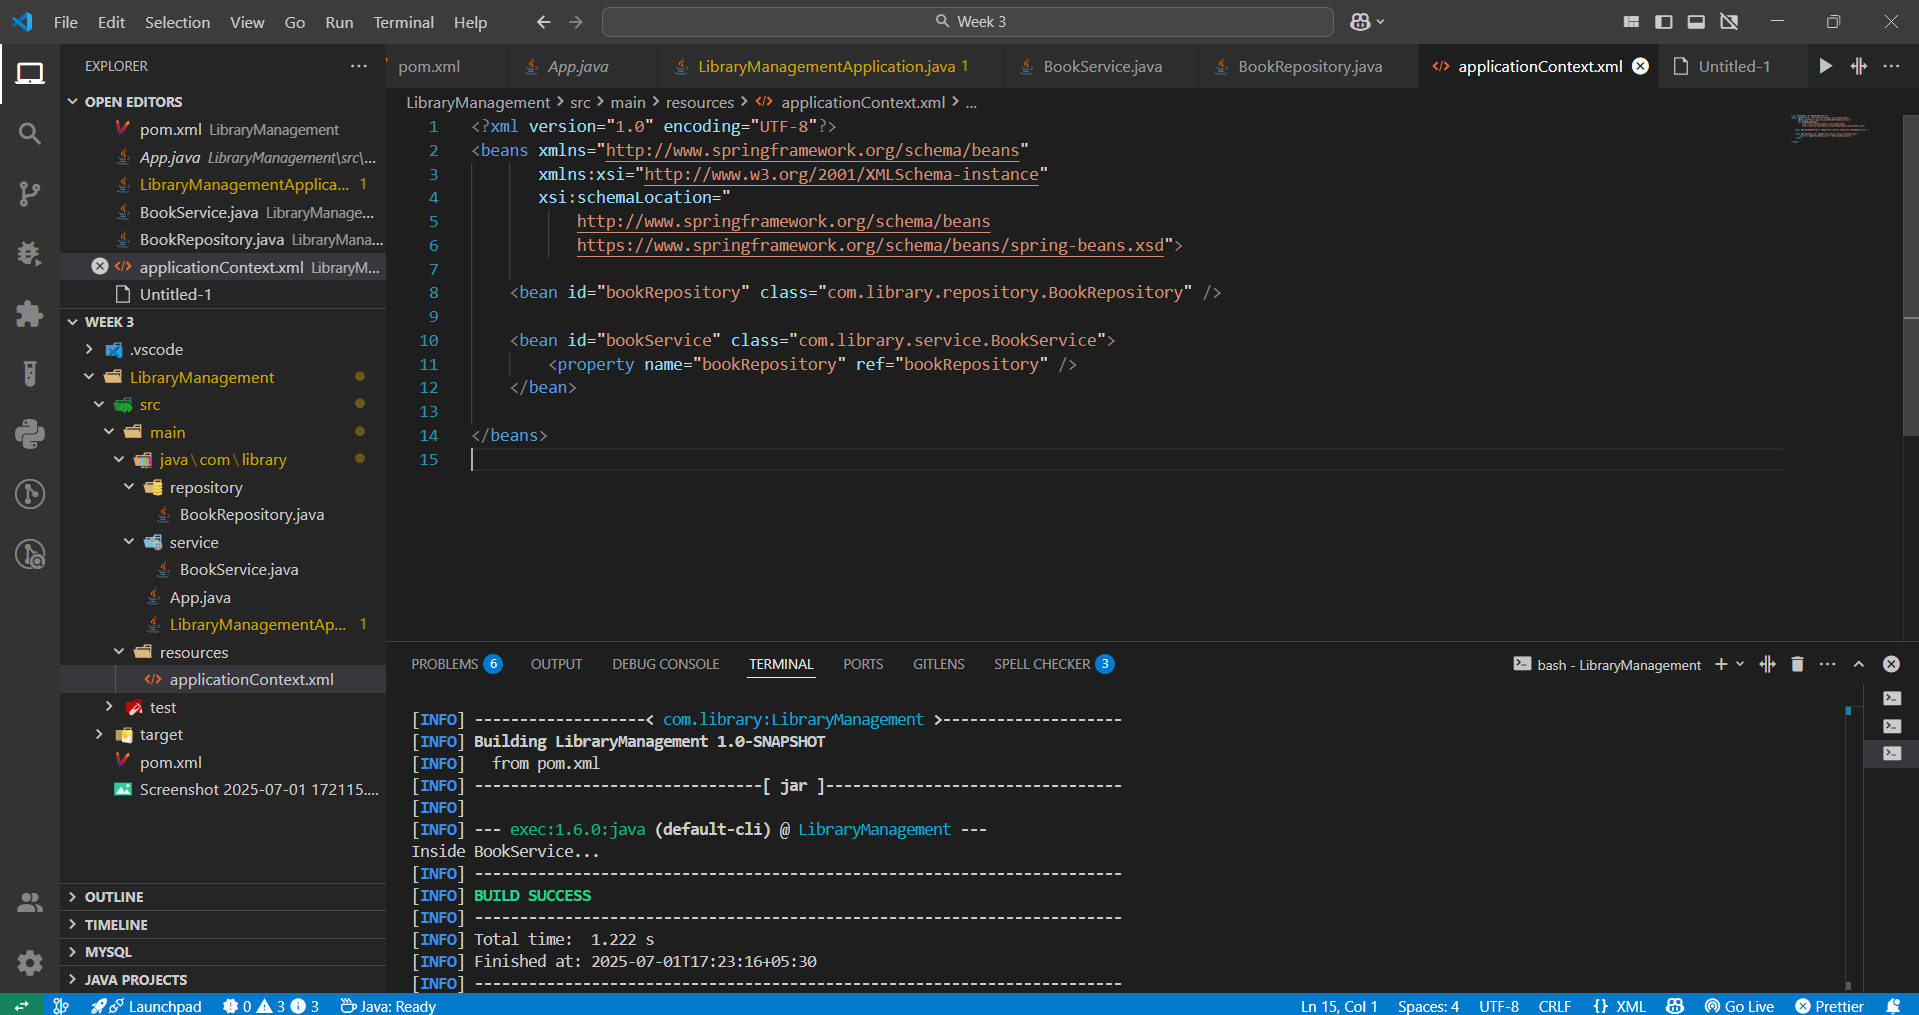 File Edit Selection View Go Run Terminal Help
Week 3
EXPLORER
OPEN EDITORS
pom.xml LibraryManagement
App.java LibraryManagement\src\...
LibraryManagementApplica... 1
BookService.java LibraryManage...
BookRepository.java LibraryMana...
applicationContext.xml LibraryM...
Untitled-1
WEEK 3
.vscode
LibraryManagement
src
main
java\com\library
repository
BookRepository.java
service
BookService.java
App.java
LibraryManagementAp... 1
resources
applicationContext.xml
test
target
pom.xml
Screenshot 2025-07-01 172115....
OUTLINE
TIMELINE
MYSQL
JAVA PROJECTS
pom.xml App.java LibraryManagementApplication.java 1 BookService.java BookRepository.java applicationContext.xml Untitled-1
LibraryManagement > src > main > resources > applicationContext.xml > ...
1 <?xml version="1.0" encoding="UTF-8"?>
2 <beans xmlns="http://www.springframework.org/schema/beans"
3 xmlns:xsi="http://www.w3.org/2001/XMLSchema-instance"
4 xsi:schemaLocation="
5 http://www.springframework.org/schema/beans
6 https://www.springframework.org/schema/beans/spring-beans.xsd">
7
8 <bean id="bookRepository" class="com.library.repository.BookRepository" />
9
10 <bean id="bookService" class="com.library.service.BookService">
11 <property name="bookRepository" ref="bookRepository" />
12 </bean>
13
14 </beans>
15
PROBLEMS 6 OUTPUT DEBUG CONSOLE TERMINAL PORTS GITLENS SPELL CHECKER 3
bash - LibraryManagement
[INFO] -------------------< com.library:LibraryManagement >--------------------
[INFO] Building LibraryManagement 1.0-SNAPSHOT
[INFO] from pom.xml
[INFO] --------------------------------[ jar ]---------------------------------
[INFO]
[INFO] --- exec:1.6.0:java (default-cli) @ LibraryManagement ---
Inside BookService...
[INFO] ------------------------------------------------------------------------
[INFO] BUILD SUCCESS
[INFO] ------------------------------------------------------------------------
[INFO] Total time:  1.222 s
[INFO] Finished at: 2025-07-01T17:23:16+05:30
[INFO] ------------------------------------------------------------------------
Launchpad 0 3 3 Java: Ready
Ln 15, Col 1 Spaces: 4 UTF-8 CRLF {} XML Go Live Prettier